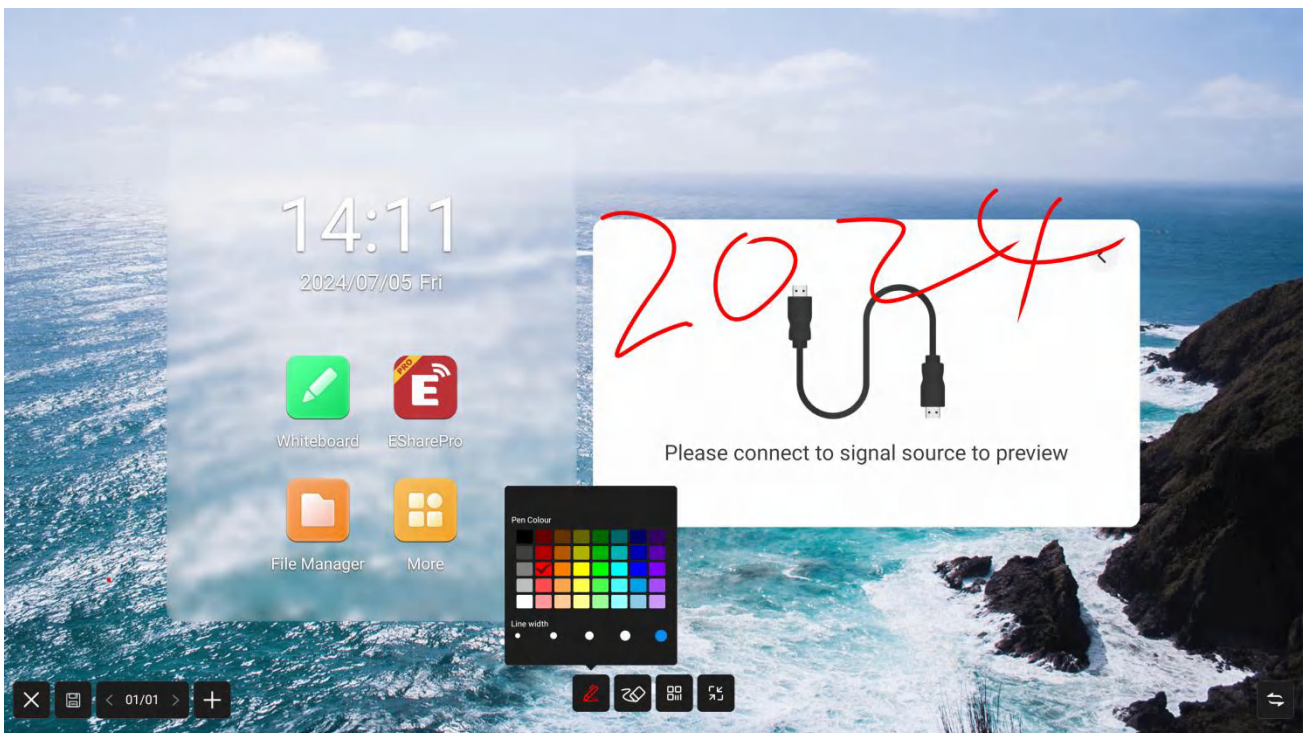 14:11
2024/07/05 Fri
2024
Whiteboard
PRO
E
ESharePro
File Manager
More
Please connect to signal source to preview
Pen Colour
Line width
01/01